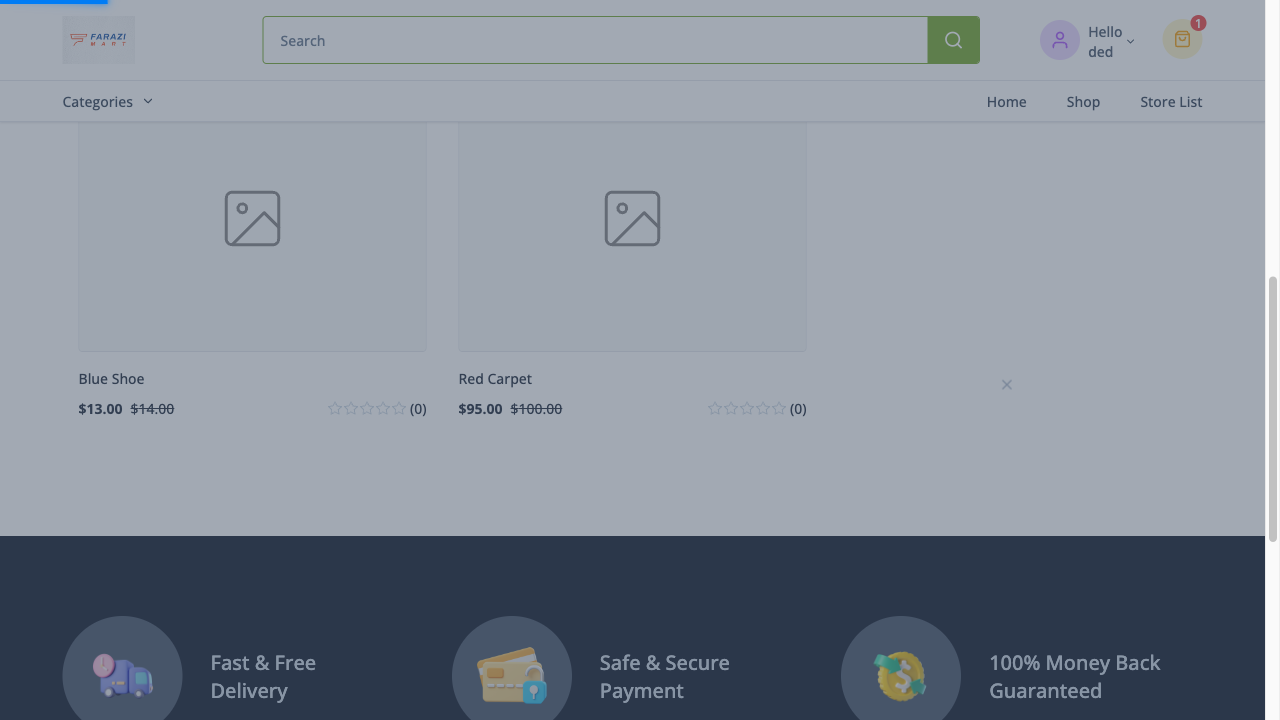 FARAZI
MART
Search
Hello
ded
1
Categories
Home
Shop
Store List
Blue Shoe
$13.00 $14.00
(0)
Red Carpet
$95.00 $100.00
(0)
Fast & Free
Delivery
Safe & Secure
Payment
100% Money Back
Guaranteed